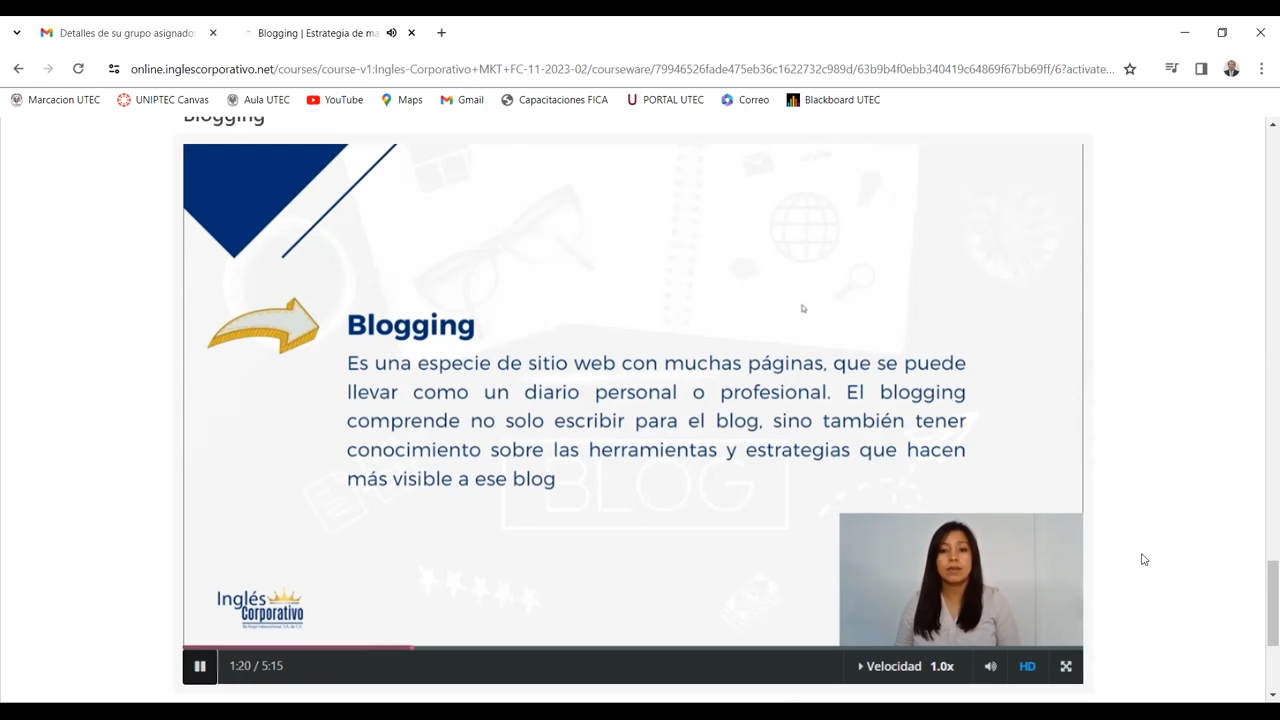 Detalles de su grupo asignado
Blogging | Estrategia de ma
online.inglescorporativo.net/courses/course-v1:Ingles-Corporativo+MKT+FC-11-2023-02/courseware/79946526fade475eb36c1622732c989d/63b9b4f0ebb340419c64869f67bb69ff/6?activate...
Marcacion UTEC UNIPTEC Canvas Aula UTEC YouTube Maps Gmail Capacitaciones FICA PORTAL UTEC Correo Blackboard UTEC
Blogging
Blogging
Es una especie de sitio web con muchas páginas, que se puede
llevar como un diario personal o profesional. El blogging
comprende no solo escribir para el blog, sino también tener
conocimiento sobre las herramientas y estrategias que hacen
más visible a ese blog
BLOG
Inglés
Corporativo
1:20 / 5:15 Velocidad 1.0x HD